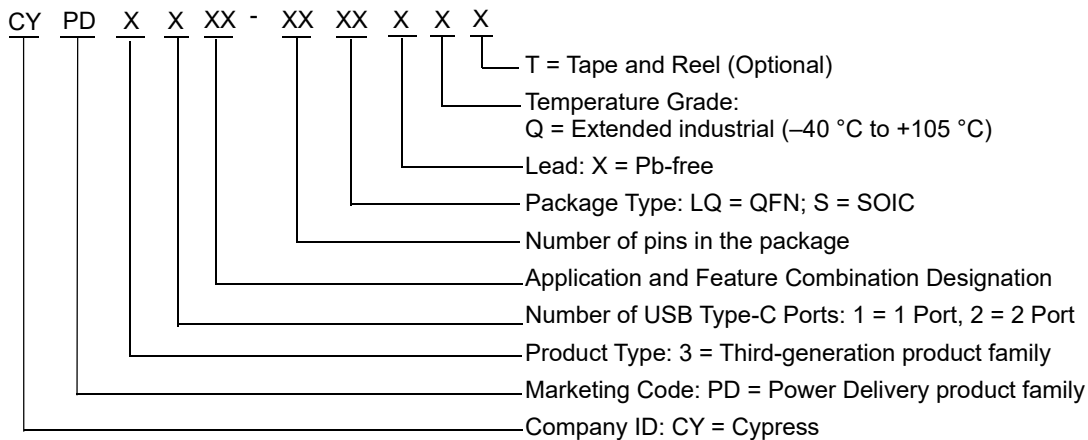 CY PD X X XX - XX XX X X X
T = Tape and Reel (Optional)
Temperature Grade:
Q = Extended industrial (–40 °C to +105 °C)
Lead: X = Pb-free
Package Type: LQ = QFN; S = SOIC
Number of pins in the package
Application and Feature Combination Designation
Number of USB Type-C Ports: 1 = 1 Port, 2 = 2 Port
Product Type: 3 = Third-generation product family
Marketing Code: PD = Power Delivery product family
Company ID: CY = Cypress